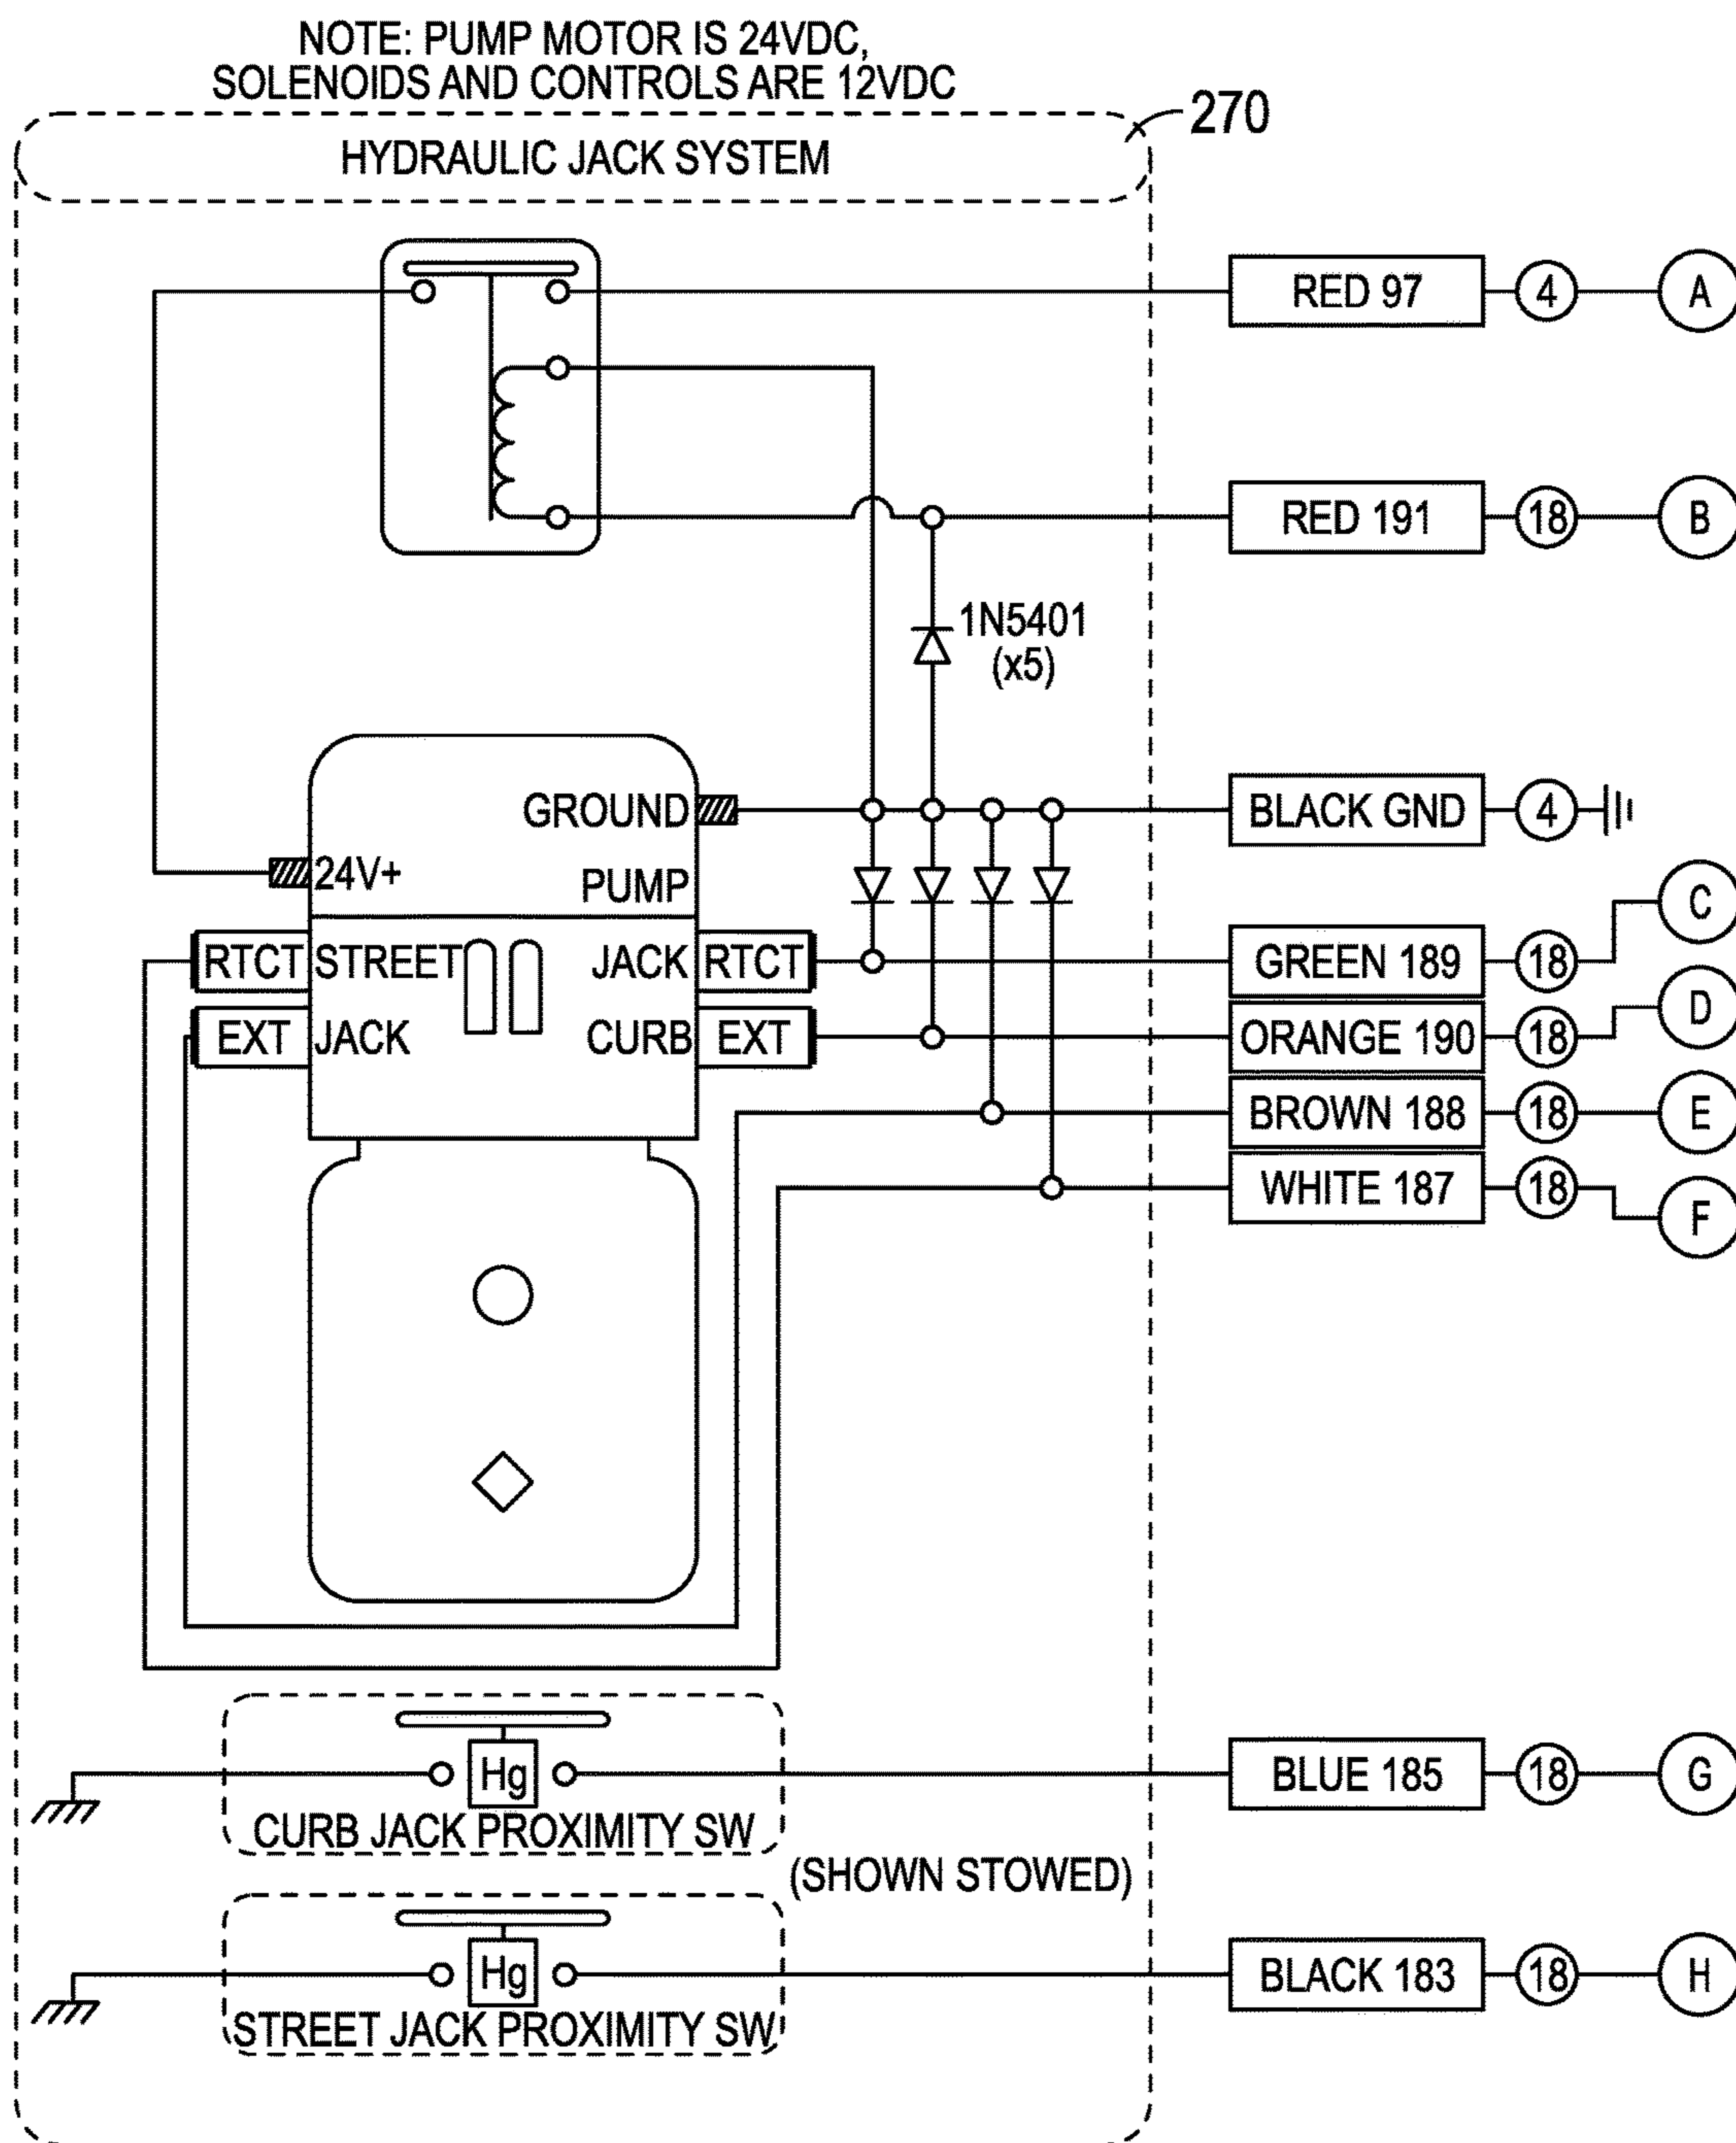 NOTE: PUMP MOTOR IS 24VDC,
SOLENOIDS AND CONTROLS ARE 12VDC
270
HYDRAULIC JACK SYSTEM
RED 97
4
A
RED 191
18
B
1N5401
(x5)
GROUND
BLACK GND
4
24V+
PUMP
C
RTCT
STREET
JACK
RTCT
GREEN 189
18
D
EXT
JACK
CURB
EXT
ORANGE 190
18
BROWN 188
18
E
WHITE 187
18
F
Hg
BLUE 185
18
G
CURB JACK PROXIMITY SW
(SHOWN STOWED)
Hg
BLACK 183
18
H
STREET JACK PROXIMITY SW